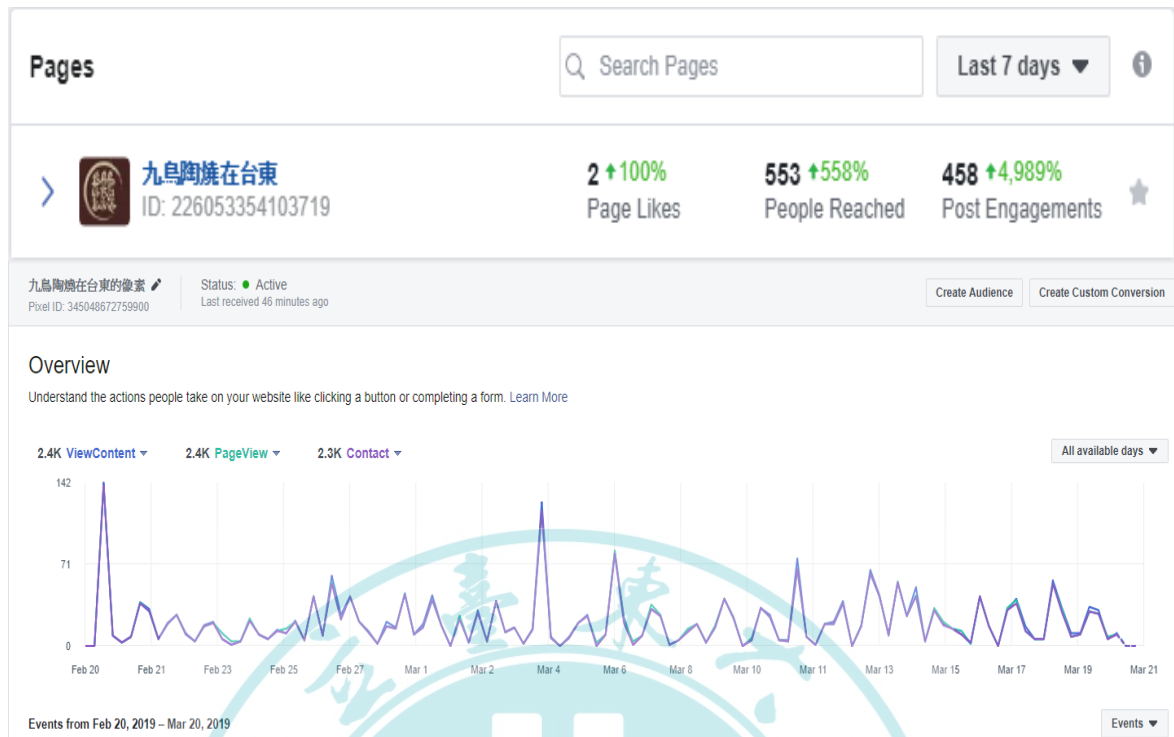 Pages
Search Pages
Last 7 days
九鳥陶燒在台東
ID: 226053354103719
2 100%
Page Likes
553 558%
People Reached
458 4,989%
Post Engagements
九鳥陶燒在台東的像素
Pixel ID: 345048672759900
Status: ● Active
Last received 46 minutes ago
Create Audience
Create Custom Conversion
Overview
Understand the actions people take on your website like clicking a button or completing a form. Learn More
2.4K ViewContent
2.4K PageView
2.3K Contact
All available days
142
71
0
Feb 20 Feb 21 Feb 23 Feb 25 Feb 27 Mar 1 Mar 2 Mar 4 Mar 6 Mar 8 Mar 10 Mar 11 Mar 13 Mar 15 Mar 17 Mar 19 Mar 21
臺東
Events from Feb 20, 2019 – Mar 20, 2019
Events